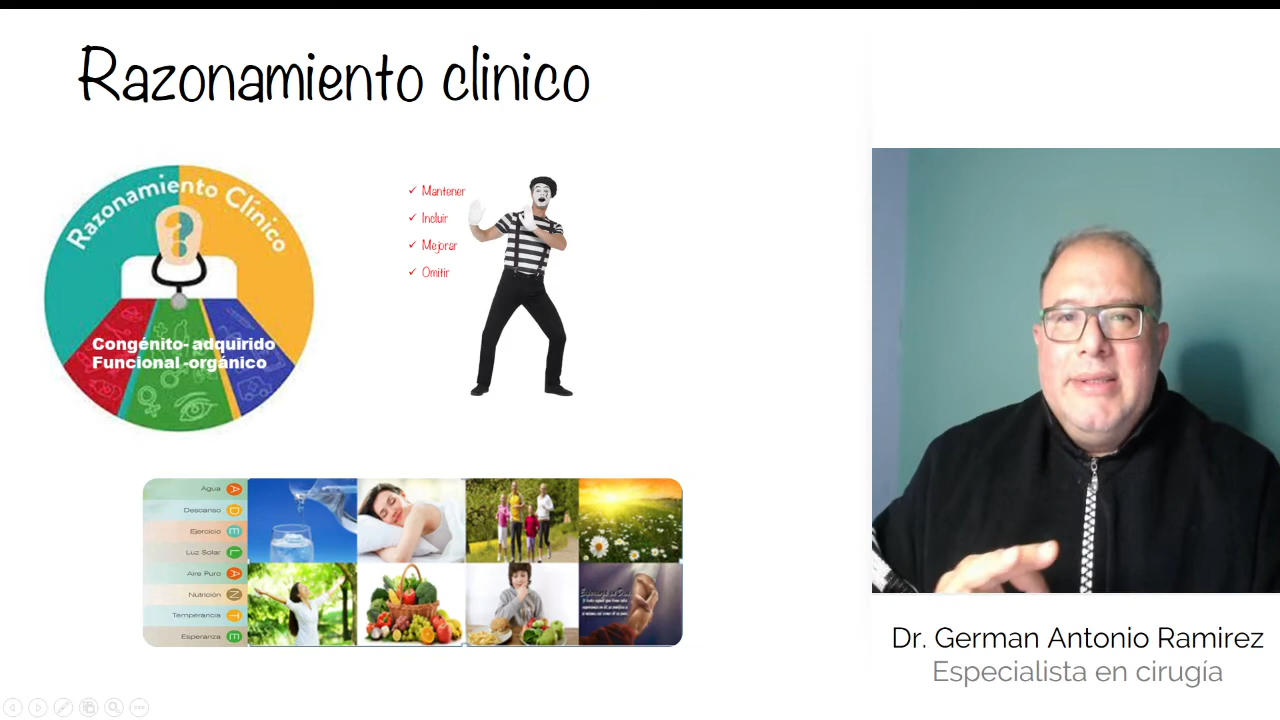 Razonamiento clinico
Razonamiento Clínico
Congénito- adquirido
Funcional -orgánico
✓ Mantener
✓ Incluir
✓ Mejorar
✓ Omitir
Agua A
Descanso D
Ejercicio E
Luz Solar L
Aire Puro A
Nutrición N
Temperancia T
Esperanza E
Dr. German Antonio Ramirez
Especialista en cirugía